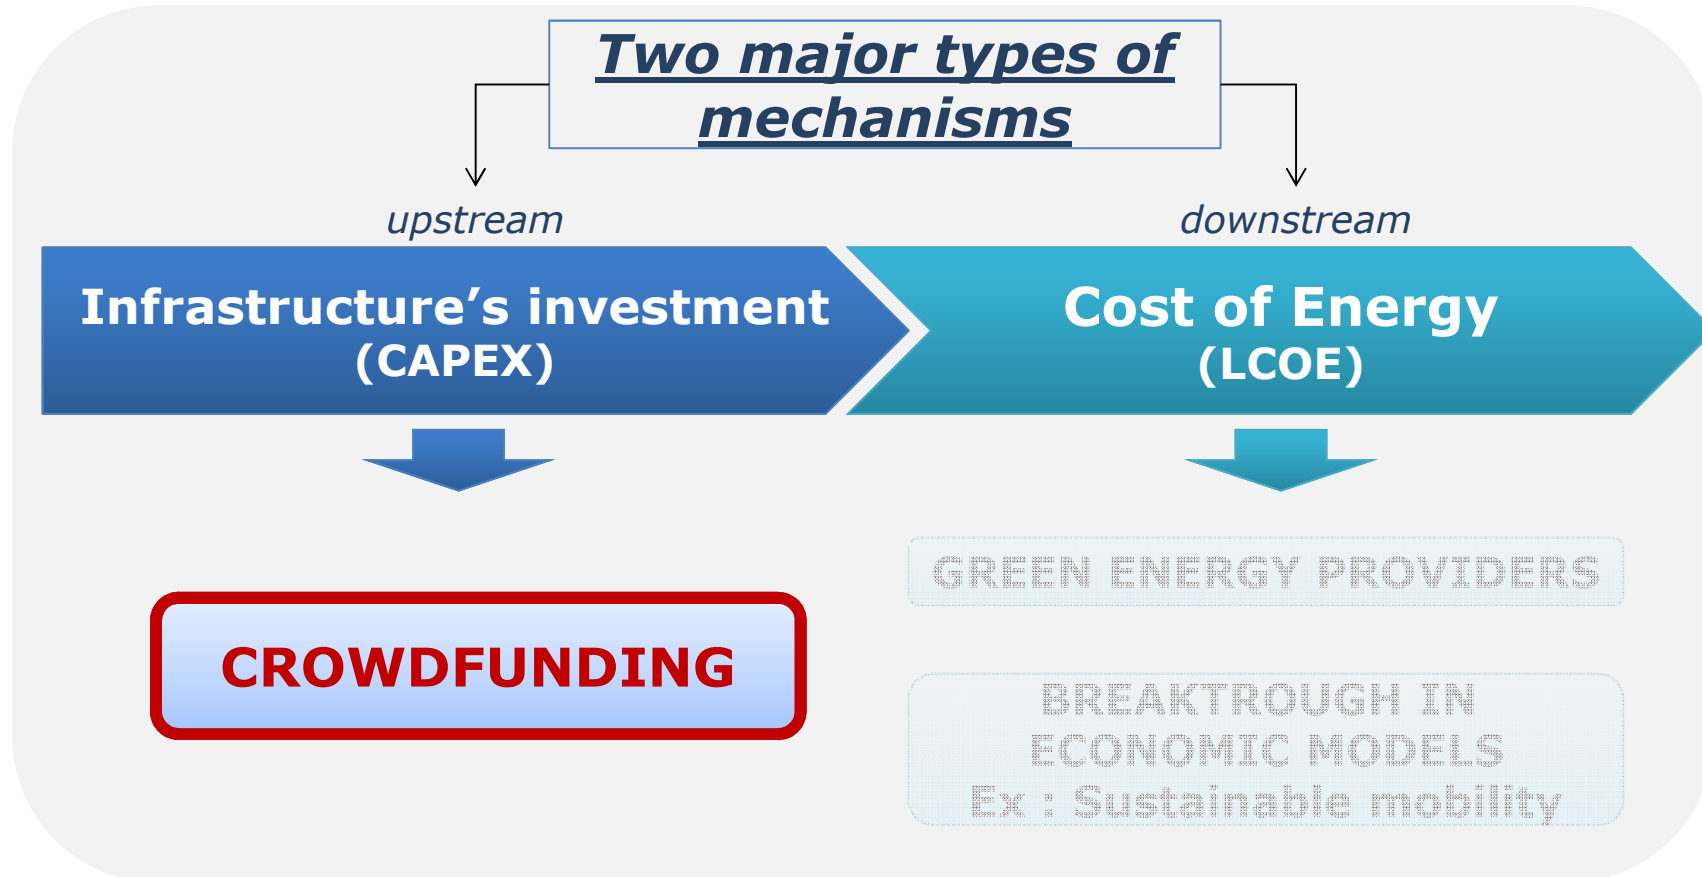 Two major types of
mechanisms
upstream
downstream
Infrastructure’s investment
(CAPEX)
Cost of Energy
(LCOE)
CROWDFUNDING
GREEN ENERGY PROVIDERS
BREAKTROUGH IN
ECONOMIC MODELS
Ex : Sustainable mobility